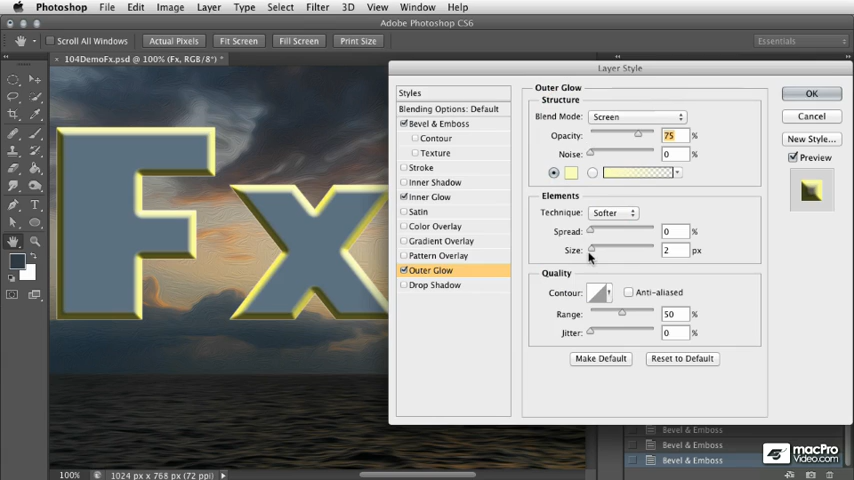 Photoshop File Edit Image Layer Type Select Filter 3D View Window Help
Adobe Photoshop CS6
Scroll All Windows Actual Pixels Fit Screen Fill Screen Print Size Essentials
× 104DemoFx.psd @ 100% (Fx, RGB/8*) *
Layer Style
Styles
Blending Options: Default
Bevel & Emboss
Contour
Texture
Stroke
Inner Shadow
Inner Glow
Satin
Color Overlay
Gradient Overlay
Pattern Overlay
Outer Glow
Drop Shadow
Outer Glow
Structure
Blend Mode: Screen
Opacity: 75 %
Noise: 0 %
Elements
Technique: Softer
Spread: 0 %
Size: 2 px
Quality
Contour: Anti-aliased
Range: 50 %
Jitter: 0 %
Make Default Reset to Default
OK
Cancel
New Style...
Preview
Fx
Bevel & Emboss
Bevel & Emboss
Bevel & Emboss
macPro
Video.com
100% 1024 px x 768 px (72 ppi)